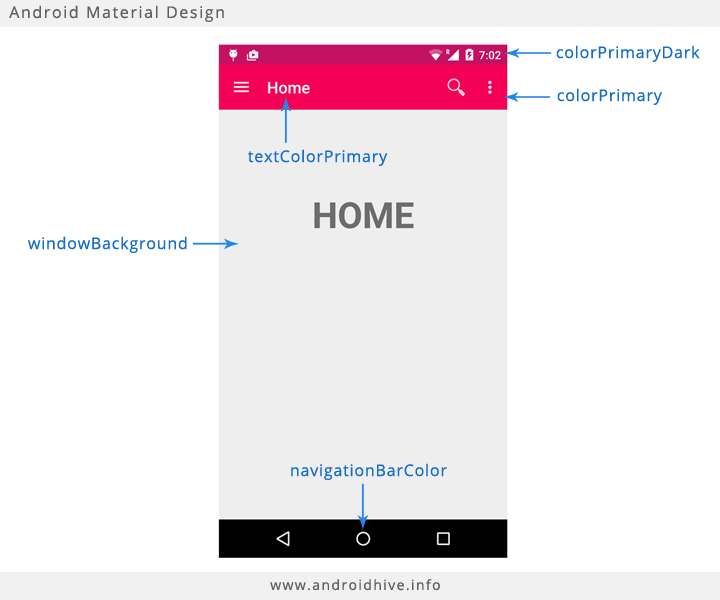 Android Material Design
7:02
colorPrimaryDark
Home
colorPrimary
textColorPrimary
HOME
windowBackground
navigationBarColor
www.androidhive.info